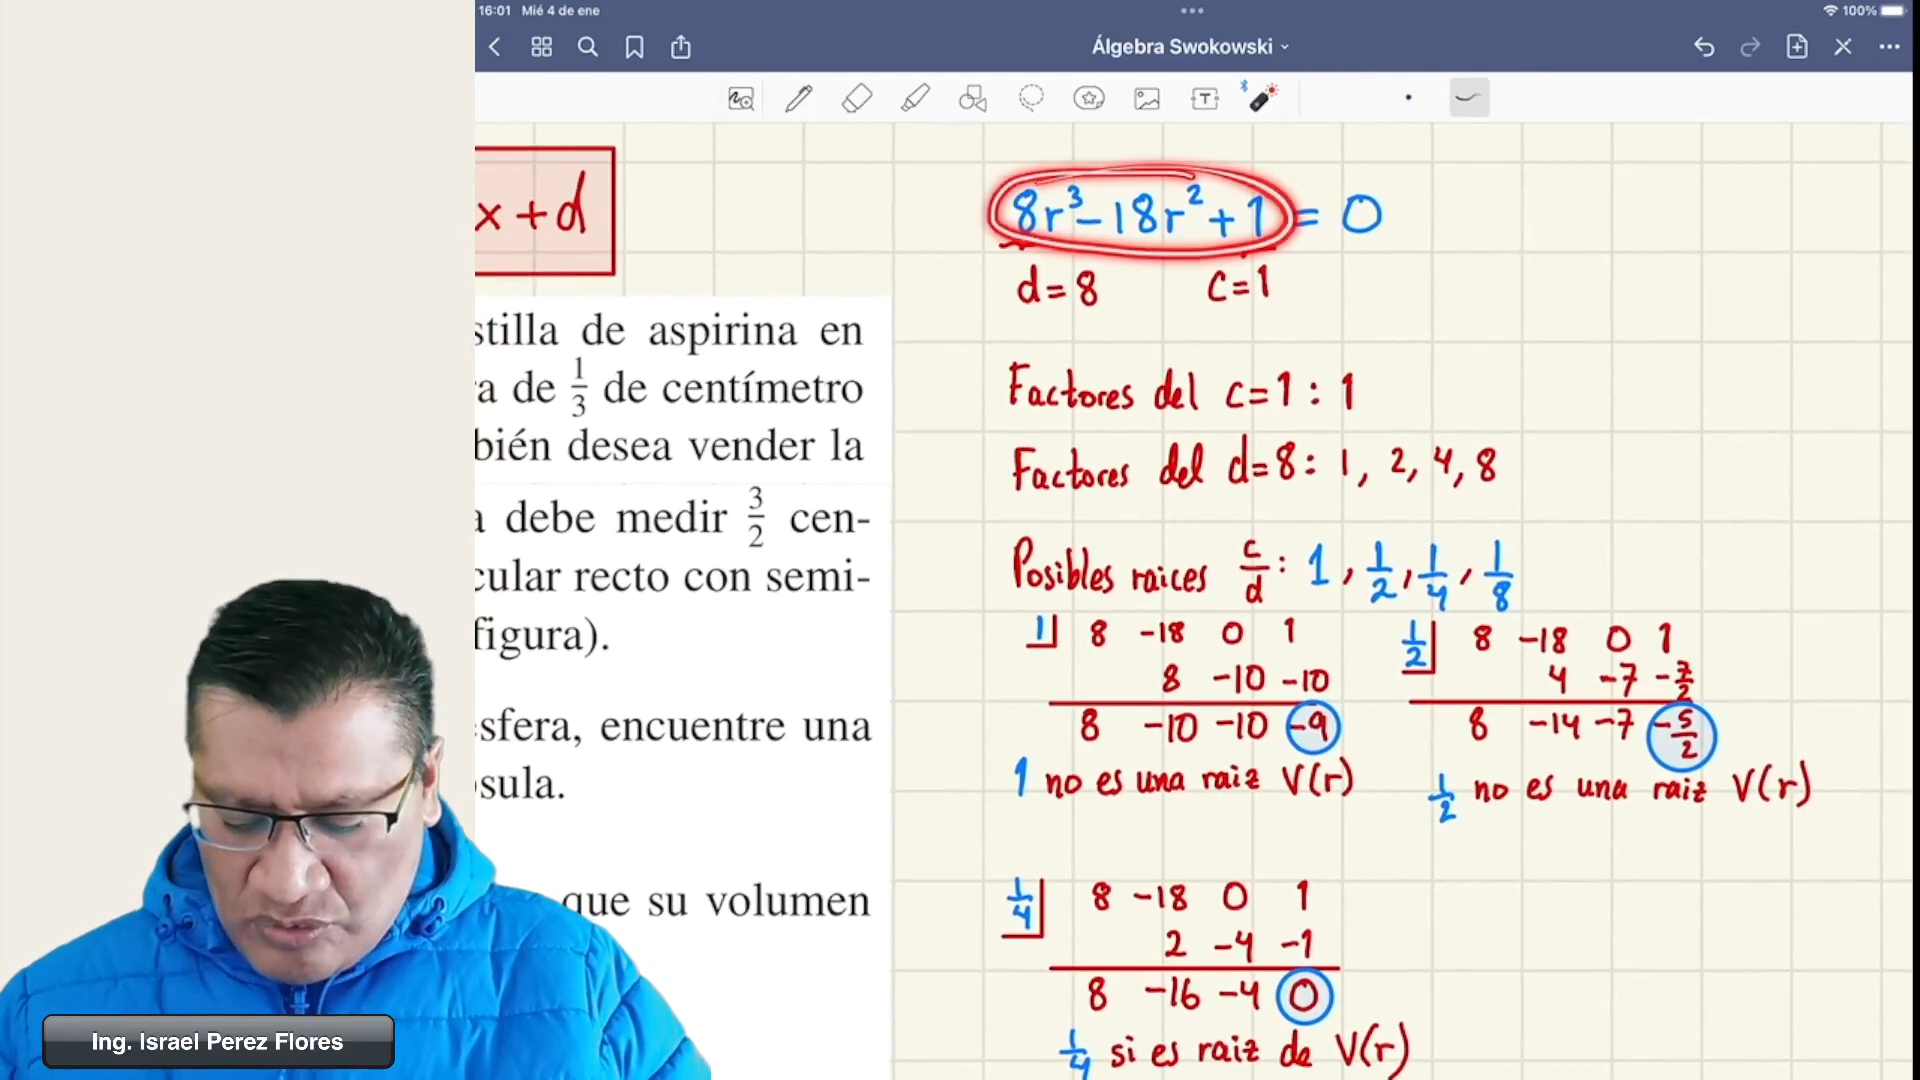 16:01 Mié 4 de ene
100%
Álgebra Swokowski
x + d
stilla de aspirina en
a de 1/3 de centímetro
bién desea vender la
a debe medir 3/2 cen-
cular recto con semi-
figura).
esfera, encuentre una
sula.
que su volumen
8r³ - 18r² + 1 = 0
d = 8 c = 1
Factores del c = 1 : 1
Factores del d = 8 : 1, 2, 4, 8
Posibles raices c/d : 1, 1/2, 1/4, 1/8
1 8 -18 0 1
8 -10 -10
8 -10 -10 -9
1 no es una raiz V(r)
1/2 8 -18 0 1
4 -7 -7/2
8 -14 -7 -5/2
1/2 no es una raiz V(r)
1/4 8 -18 0 1
2 -4 -1
8 -16 -4 0
1/4 si es raiz de V(r)
Ing. Israel Perez Flores